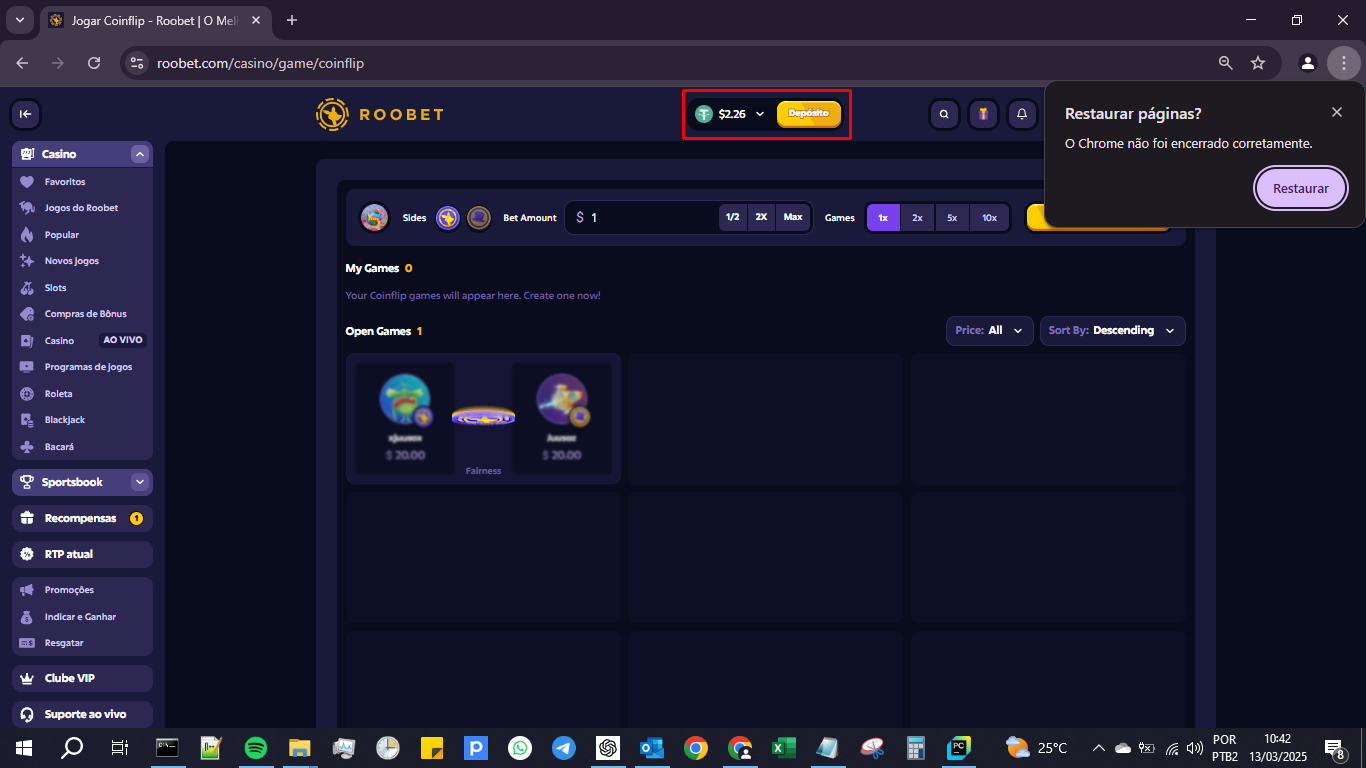 Jogar Coinflip - Roobet | O Mel
roobet.com/casino/game/coinflip
Restaurar páginas?
O Chrome não foi encerrado corretamente.
Restaurar
ROOBET
$2.26
Depósito
Casino
Favoritos
Jogos do Roobet
Popular
Novos jogos
Slots
Compras de Bônus
Casino AO VIVO
Programas de jogos
Roleta
Blackjack
Bacará
Sportsbook
Recompensas 1
RTP atual
Promoções
Indicar e Ganhar
Resgatar
Clube VIP
Suporte ao vivo
Sides
Bet Amount
$ 1
1/2 2X Max
Games
1x 2x 5x 10x
My Games 0
Your Coinflip games will appear here. Create one now!
Open Games 1
Price: All
Sort By: Descending
$ 20.00
$ 20.00
Fairness
25°C
POR
PTB2
10:42
13/03/2025
8